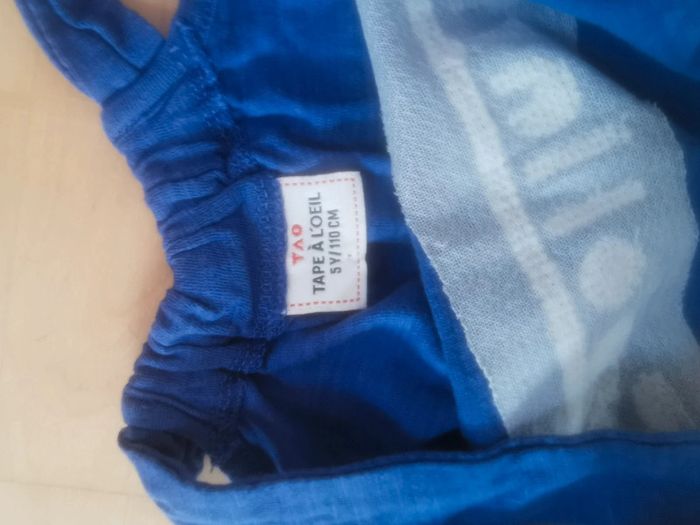 TAO
TAPE À L'OEIL
5Y/110 CM